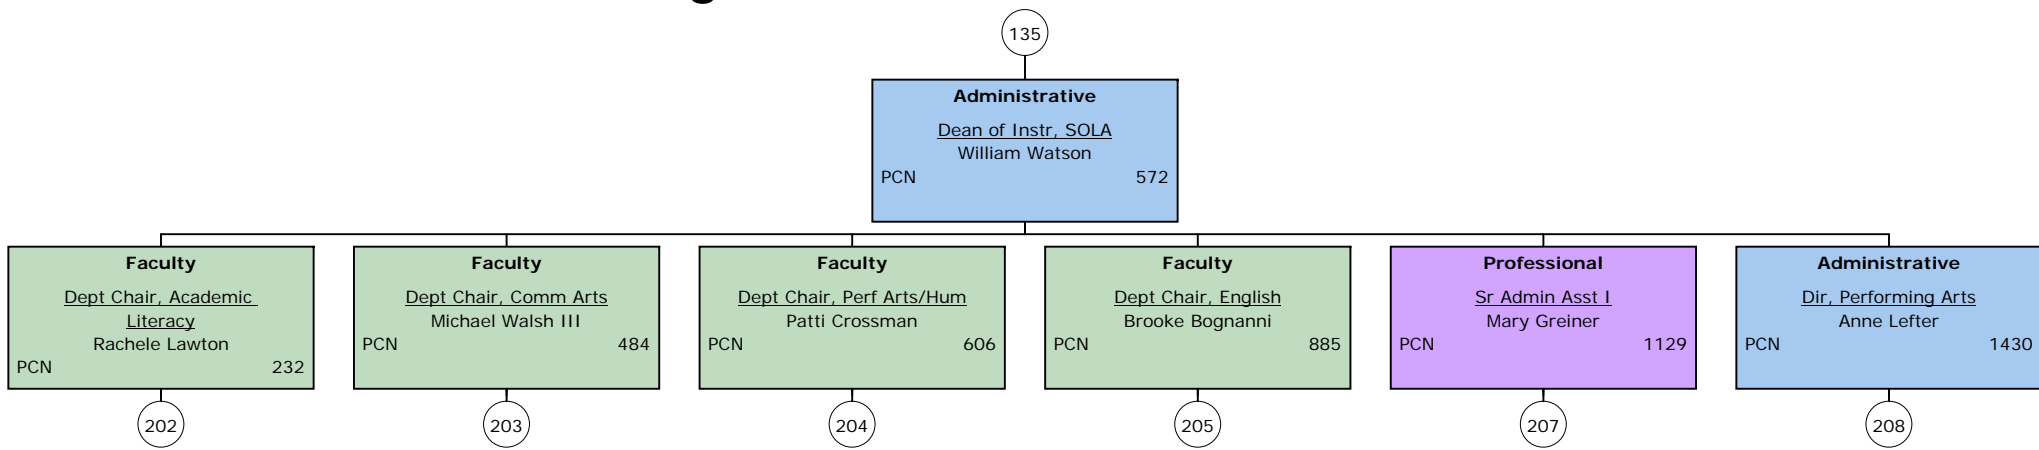 135
Administrative
Dean of Instr, SOLA
William Watson
PCN 572
Faculty
Dept Chair, Academic
Literacy
Rachele Lawton
PCN 232
202
Faculty
Dept Chair, Comm Arts
Michael Walsh III
PCN 484
203
Faculty
Dept Chair, Perf Arts/Hum
Patti Crossman
PCN 606
204
Faculty
Dept Chair, English
Brooke Bognanni
PCN 885
205
Professional
Sr Admin Asst I
Mary Greiner
PCN 1129
207
Administrative
Dir, Performing Arts
Anne Lefter
PCN 1430
208